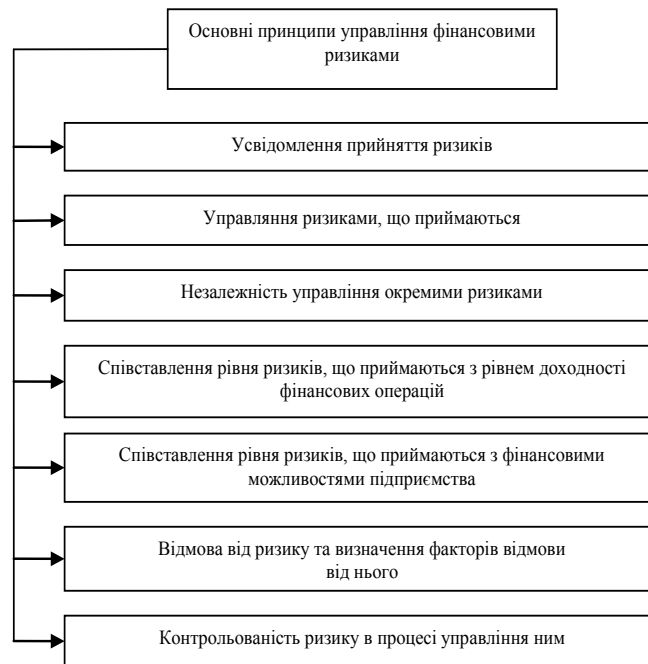 Основні принципи управління фінансовими
ризиками
Усвідомлення прийняття ризиків
Управляння ризиками, що приймаються
Незалежність управління окремими ризиками
Співставлення рівня ризиків, що приймаються з рівнем доходності
фінансових операцій
Співставлення рівня ризиків, що приймаються з фінансовими
можливостями підприємства
Відмова від ризику та визначення факторів відмови
від нього
Контрольованість ризику в процесі управління ним